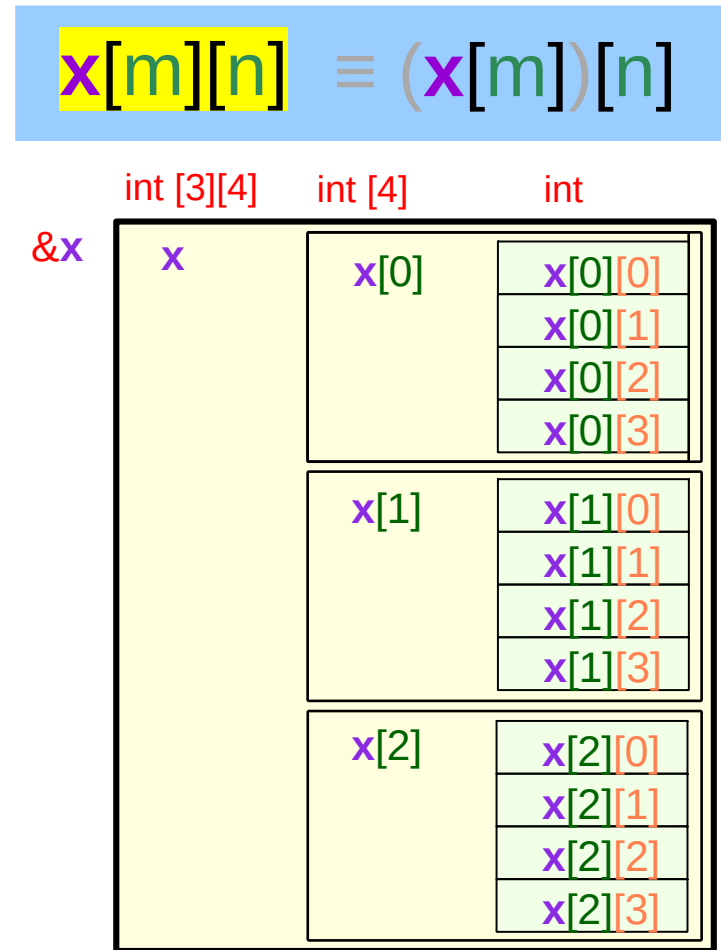 x[m][n] ≡ (x[m])[n]
int [3][4] int [4] int
&x x x[0] x[0][0]
x[0][1]
x[0][2]
x[0][3]
x[1] x[1][0]
x[1][1]
x[1][2]
x[1][3]
x[2] x[2][0]
x[2][1]
x[2][2]
x[2][3]